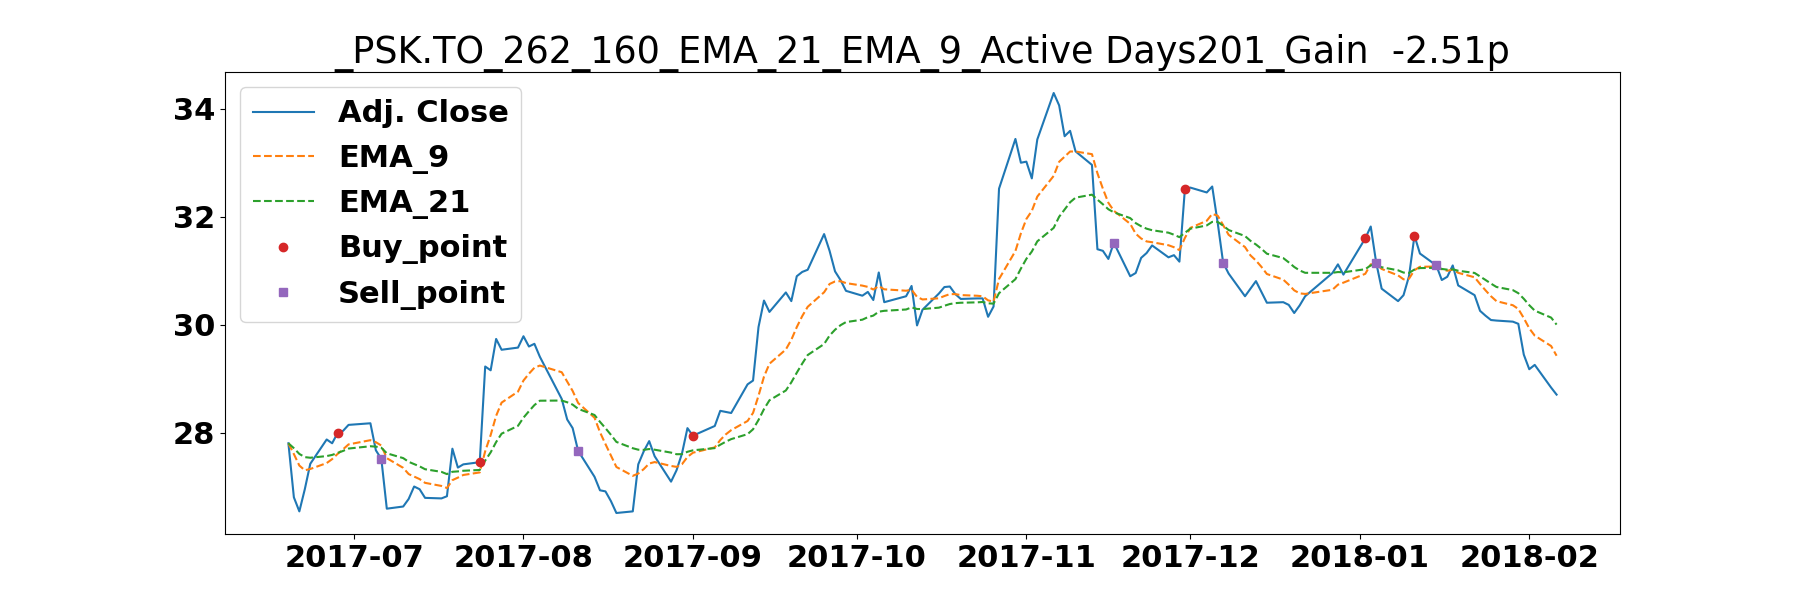 _PSK.TO_262_160_EMA_21_EMA_9_Active Days201_Gain  -2.51p
Adj. Close
EMA_9
EMA_21
Buy_point
Sell_point
34
32
30
28
2017-07 2017-08 2017-09 2017-10 2017-11 2017-12 2018-01 2018-02